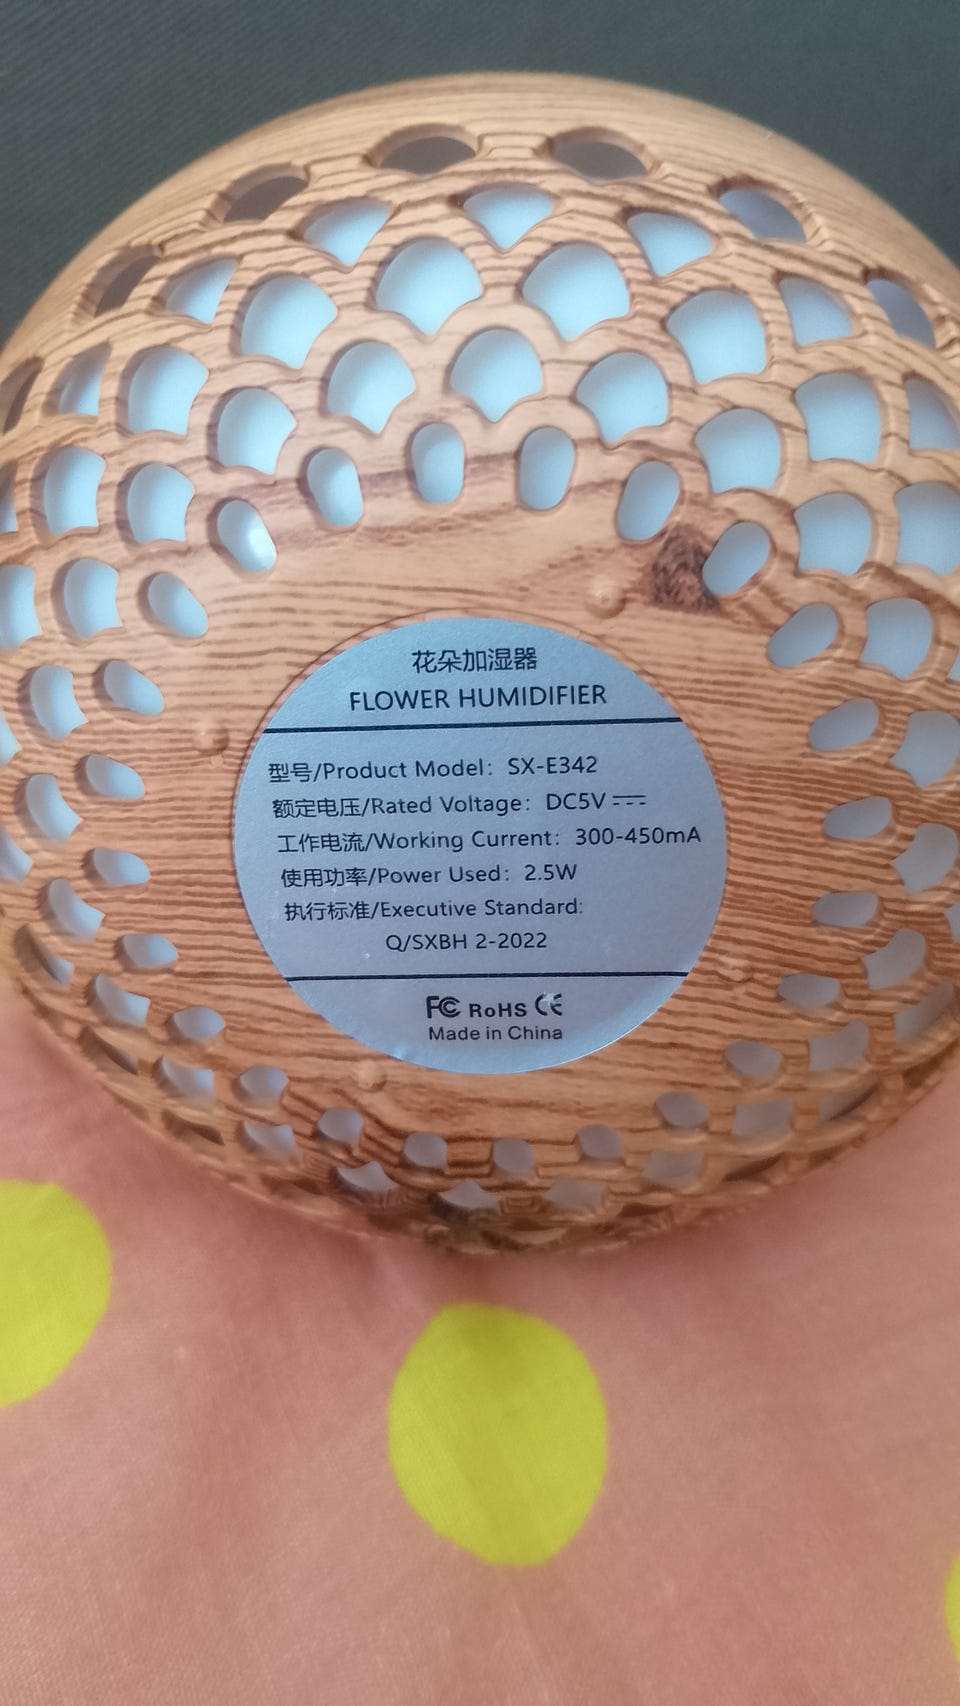 花朵加湿器
FLOWER HUMIDIFIER
型号/Product Model: SX-E342
额定电压/Rated Voltage: DC5V ⎓
工作电流/Working Current: 300-450mA
使用功率/Power Used: 2.5W
执行标准/Executive Standard:
Q/SXBH 2-2022
FC RoHS CE
Made in China